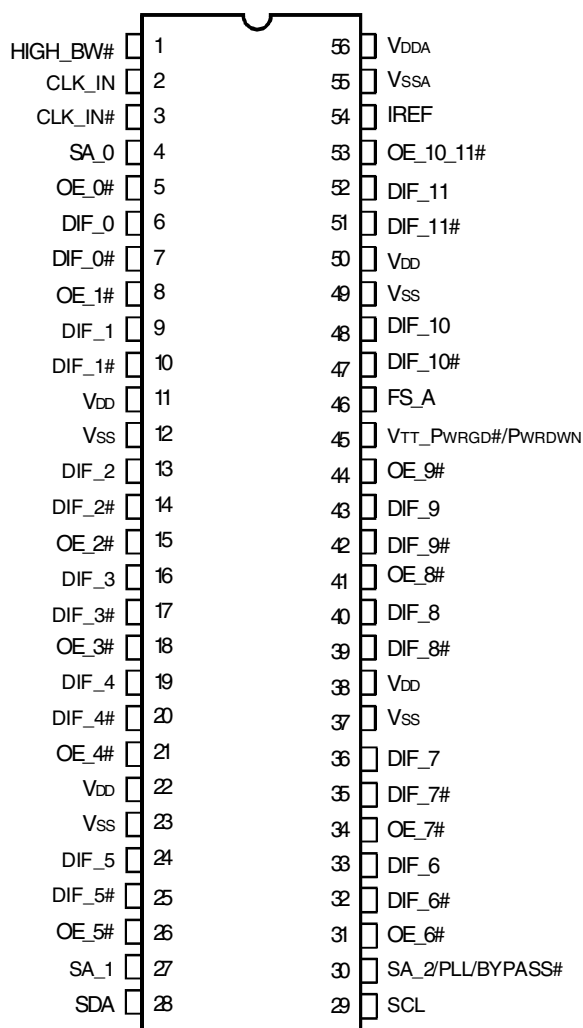 HIGH_BW# 1 56 VDDA
CLK_IN 2 55 VSSA
CLK_IN# 3 54 IREF
SA_0 4 53 OE_10_11#
OE_0# 5 52 DIF_11
DIF_0 6 51 DIF_11#
DIF_0# 7 50 VDD
OE_1# 8 49 VSS
DIF_1 9 48 DIF_10
DIF_1# 10 47 DIF_10#
VDD 11 46 FS_A
VSS 12 45 VTT_PWRGD#/PWRDWN
DIF_2 13 44 OE_9#
DIF_2# 14 43 DIF_9
OE_2# 15 42 DIF_9#
DIF_3 16 41 OE_8#
DIF_3# 17 40 DIF_8
OE_3# 18 39 DIF_8#
DIF_4 19 38 VDD
DIF_4# 20 37 VSS
OE_4# 21 36 DIF_7
VDD 22 35 DIF_7#
VSS 23 34 OE_7#
DIF_5 24 33 DIF_6
DIF_5# 25 32 DIF_6#
OE_5# 26 31 OE_6#
SA_1 27 30 SA_2/PLL/BYPASS#
SDA 28 29 SCL